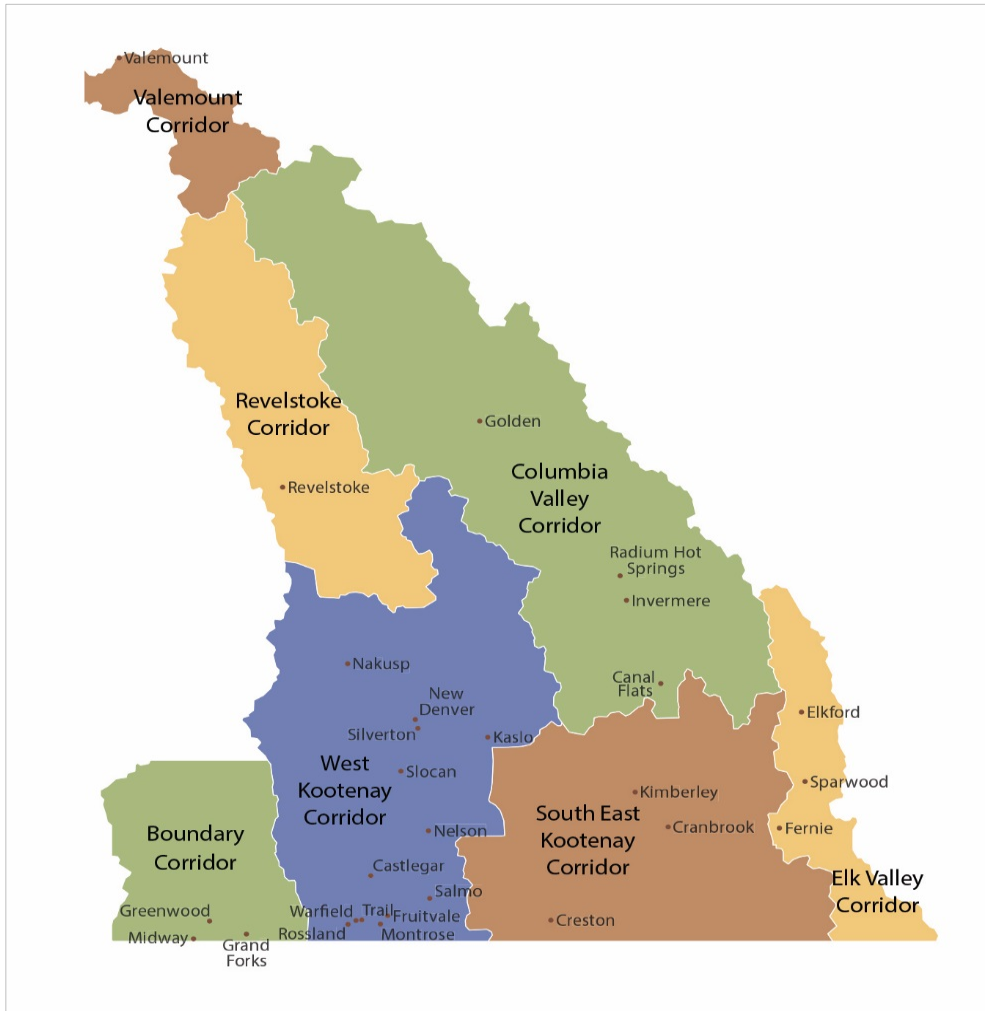 Valemount
Valemount
Corridor
Revelstoke
Corridor
Golden
Columbia
Valley
Corridor
Revelstoke
Radium Hot
Springs
Invermere
Nakusp
Canal
Flats
New
Denver
Elkford
Silverton
Kaslo
West
Kootenay
Corridor
Slocan
Sparwood
Kimberley
South East
Kootenay
Corridor
Boundary
Corridor
Nelson
Cranbrook
Fernie
Castlegar
Elk Valley
Corridor
Salmo
Greenwood
Warfield
Trail
Fruitvale
Creston
Midway
Rossland
Montrose
Grand
Forks